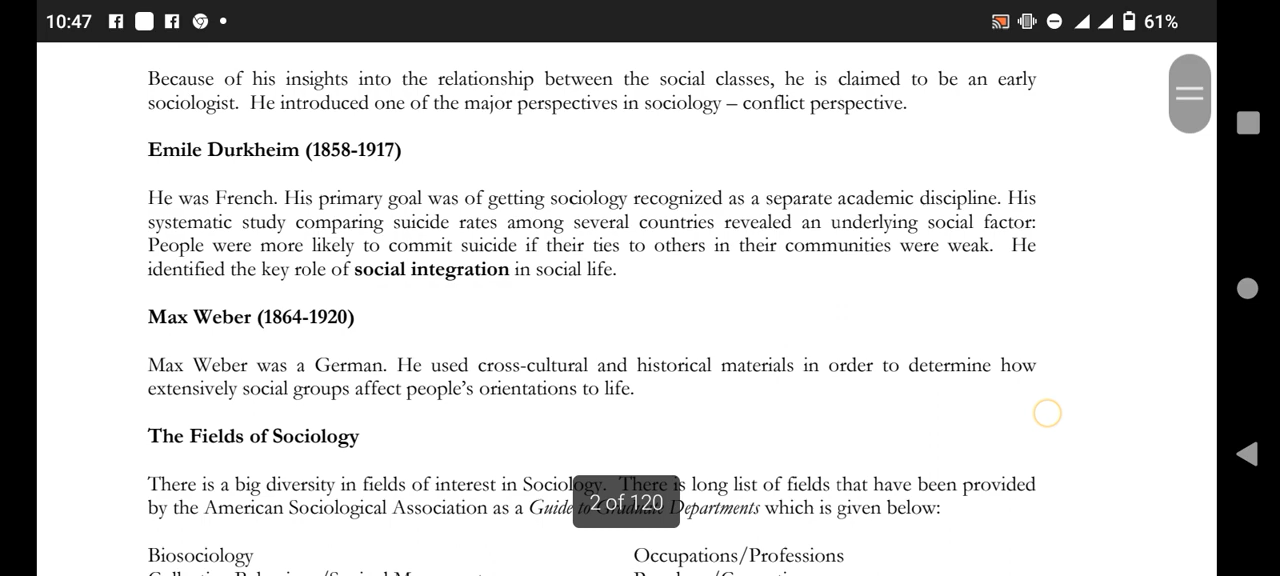 10:47
61%
Because of his insights into the relationship between the social classes, he is claimed to be an early
sociologist. He introduced one of the major perspectives in sociology – conflict perspective.
Emile Durkheim (1858-1917)
He was French. His primary goal was of getting sociology recognized as a separate academic discipline. His
systematic study comparing suicide rates among several countries revealed an underlying social factor:
People were more likely to commit suicide if their ties to others in their communities were weak. He
identified the key role of social integration in social life.
Max Weber (1864-1920)
Max Weber was a German. He used cross-cultural and historical materials in order to determine how
extensively social groups affect people's orientations to life.
The Fields of Sociology
There is a big diversity in fields of interest in Sociology. There is long list of fields that have been provided
by the American Sociological Association as a Guide to Graduate Departments which is given below:
2 of 120
Biosociology
Occupations/Professions